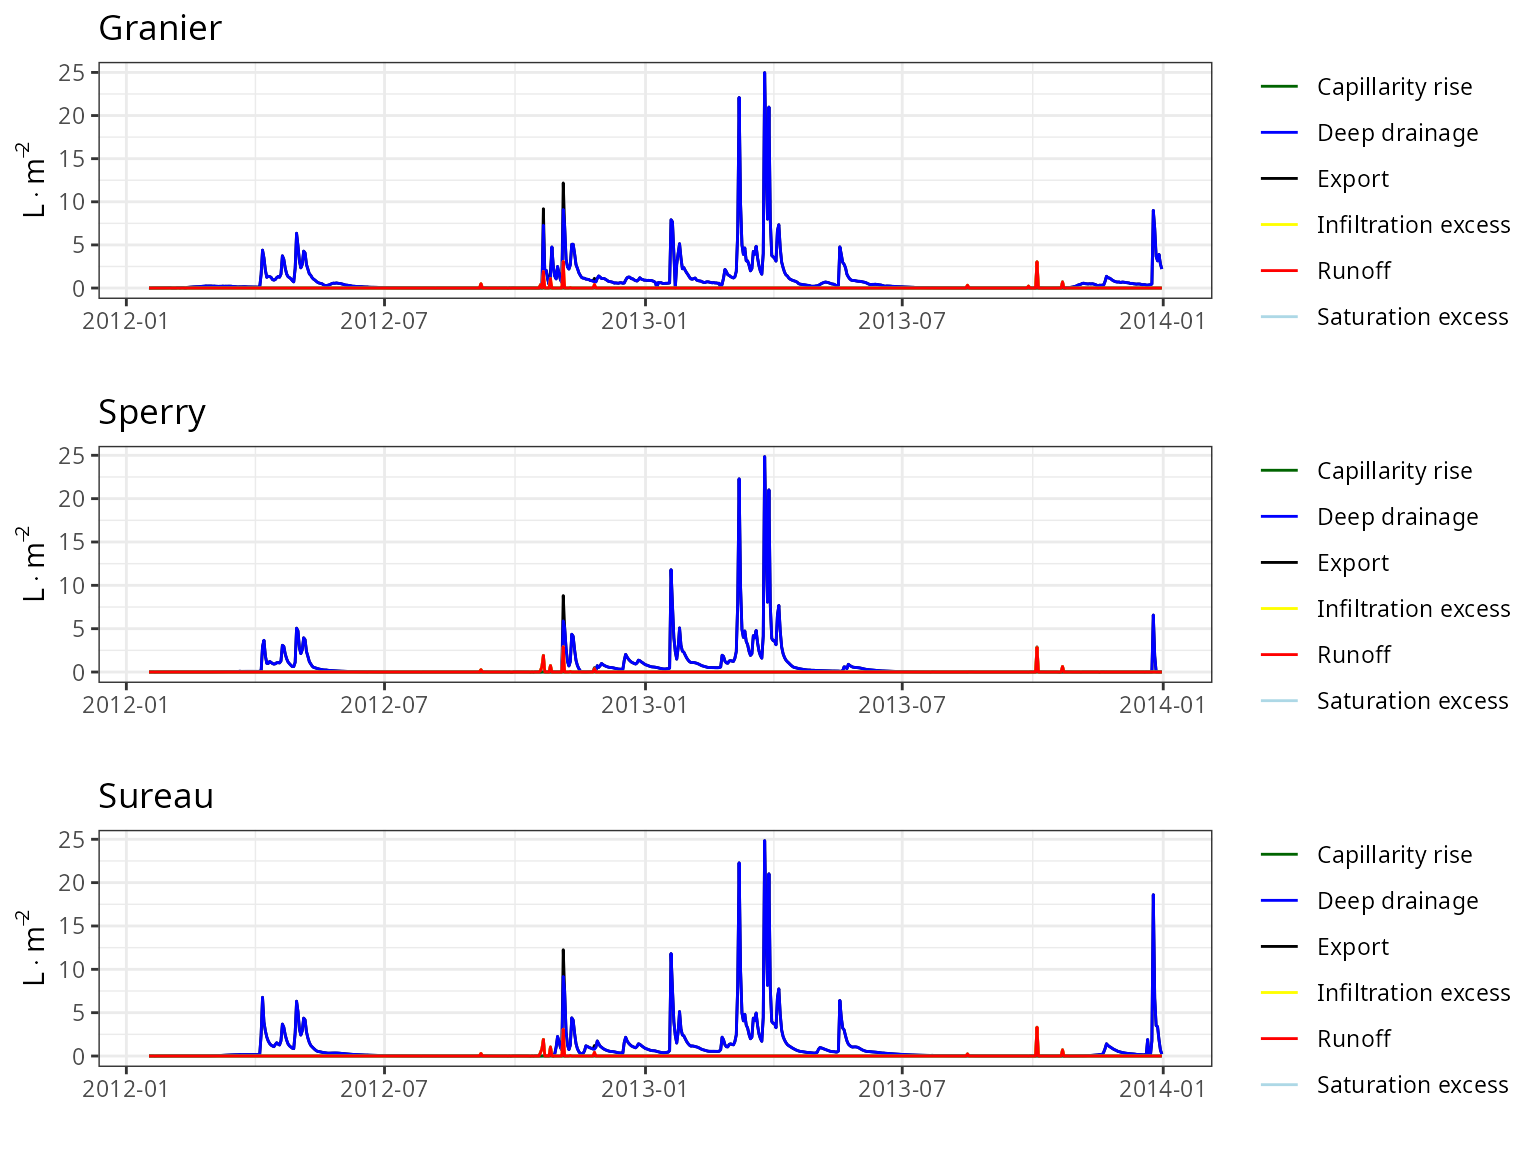 Granier
L · m⁻²
25
20
15
10
5
0
2012-01 2012-07 2013-01 2013-07 2014-01
Capillarity rise
Deep drainage
Export
Infiltration excess
Runoff
Saturation excess
Sperry
L · m⁻²
25
20
15
10
5
0
2012-01 2012-07 2013-01 2013-07 2014-01
Capillarity rise
Deep drainage
Export
Infiltration excess
Runoff
Saturation excess
Sureau
L · m⁻²
25
20
15
10
5
0
2012-01 2012-07 2013-01 2013-07 2014-01
Capillarity rise
Deep drainage
Export
Infiltration excess
Runoff
Saturation excess